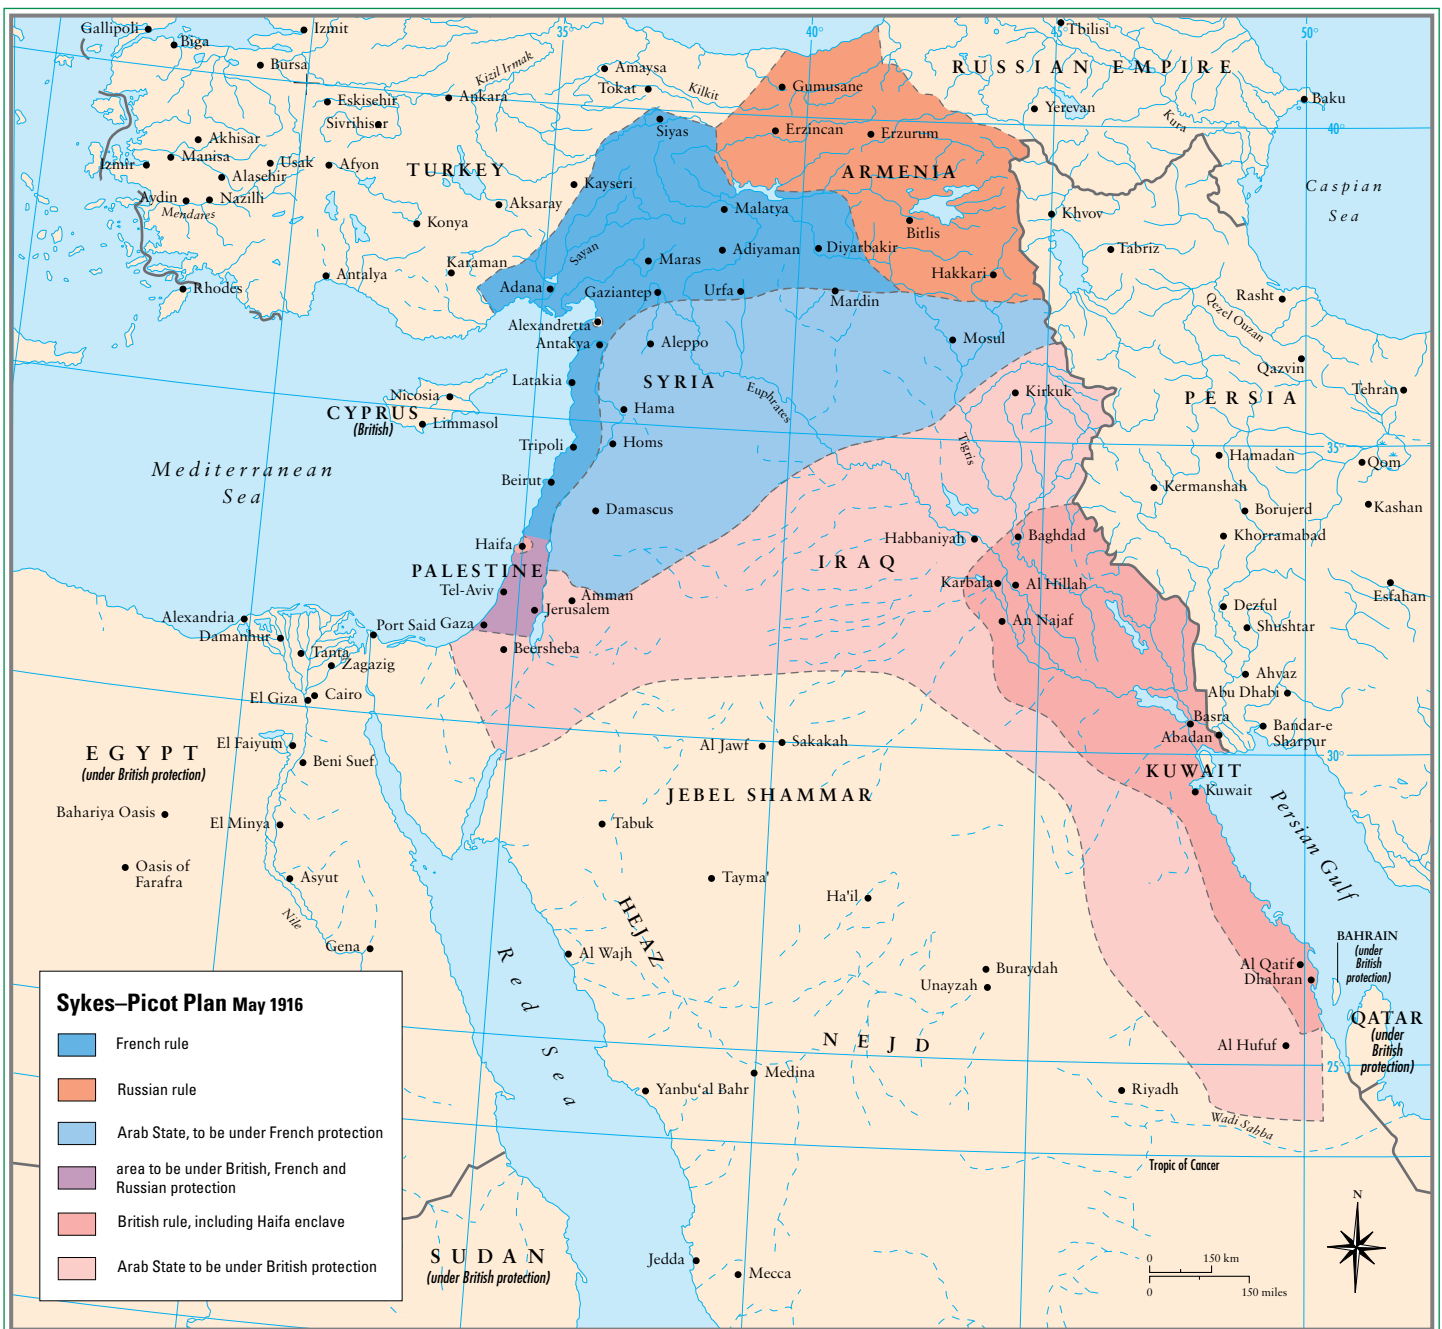 Gallipoli
Izmit
Biga
Bursa
Eskisehir
Sivrihisar
Ankara
Kizil Irmak
Amaysa
Tokat
Kilkit
35°
40°
45°
50°
Tbilisi
RUSSIAN EMPIRE
Gumusane
Yerevan
Baku
Kura
40°
Siyas
Erzincan
Erzurum
Akhisar
Manisa
Izmir
Usak
Afyon
Alasehir
Aydin
Nazilli
Mendares
TURKEY
Kayseri
Aksaray
Konya
ARMENIA
Malatya
Bitlis
Khvov
Caspian
Sea
Tabriz
Karaman
Antalya
Rhodes
Sayan
Maras
Adiyaman
Diyarbakir
Hakkari
Adana
Gaziantep
Urfa
Mardin
Rasht
Qezel Ouzan
Alexandretta
Antakya
Aleppo
Mosul
Qazvin
Latakia
SYRIA
Euphrates
Kirkuk
Tehran
PERSIA
Nicosia
CYPRUS
(British)
Limmasol
Hama
Tripoli
Homs
Tigris
35°
Hamadan
Qom
Mediterranean
Sea
Beirut
Damascus
Kermanshah
Borujerd
Kashan
Haifa
Habbaniyah
Baghdad
Khorramabad
PALESTINE
IRAQ
Tel-Aviv
Amman
Karbala
Al Hillah
Esfahan
Jerusalem
Dezful
Alexandria
Damanhur
Port Said
Gaza
An Najaf
Shushtar
Tanta
Zagazig
Beersheba
Ahvaz
El Giza
Cairo
Abu Dhabi
Basra
Abadan
Bandar-e
Sharpur
El Faiyum
Beni Suef
Al Jawf
Sakakah
30°
EGYPT
(under British protection)
KUWAIT
Kuwait
JEBEL SHAMMAR
Bahariya Oasis
El Minya
Tabuk
Persian Gulf
Oasis of
Farafra
Asyut
Tayma'
Ha'il
Nile
HEJAZ
Gena
Al Wajh
Buraydah
Unayzah
BAHRAIN
(under
British
protection)
Al Qatif
Dhahran
Red Sea
QATAR
(under
British
protection)
NEJD
Al Hufuf
25°
Medina
Yanbu‘al Bahr
Riyadh
Wadi Sahba
Tropic of Cancer
SUDAN
(under British protection)
Jedda
Mecca
N
0
150 km
0
150 miles
Sykes–Picot Plan May 1916
French rule
Russian rule
Arab State, to be under French protection
area to be under British, French and
Russian protection
British rule, including Haifa enclave
Arab State to be under British protection